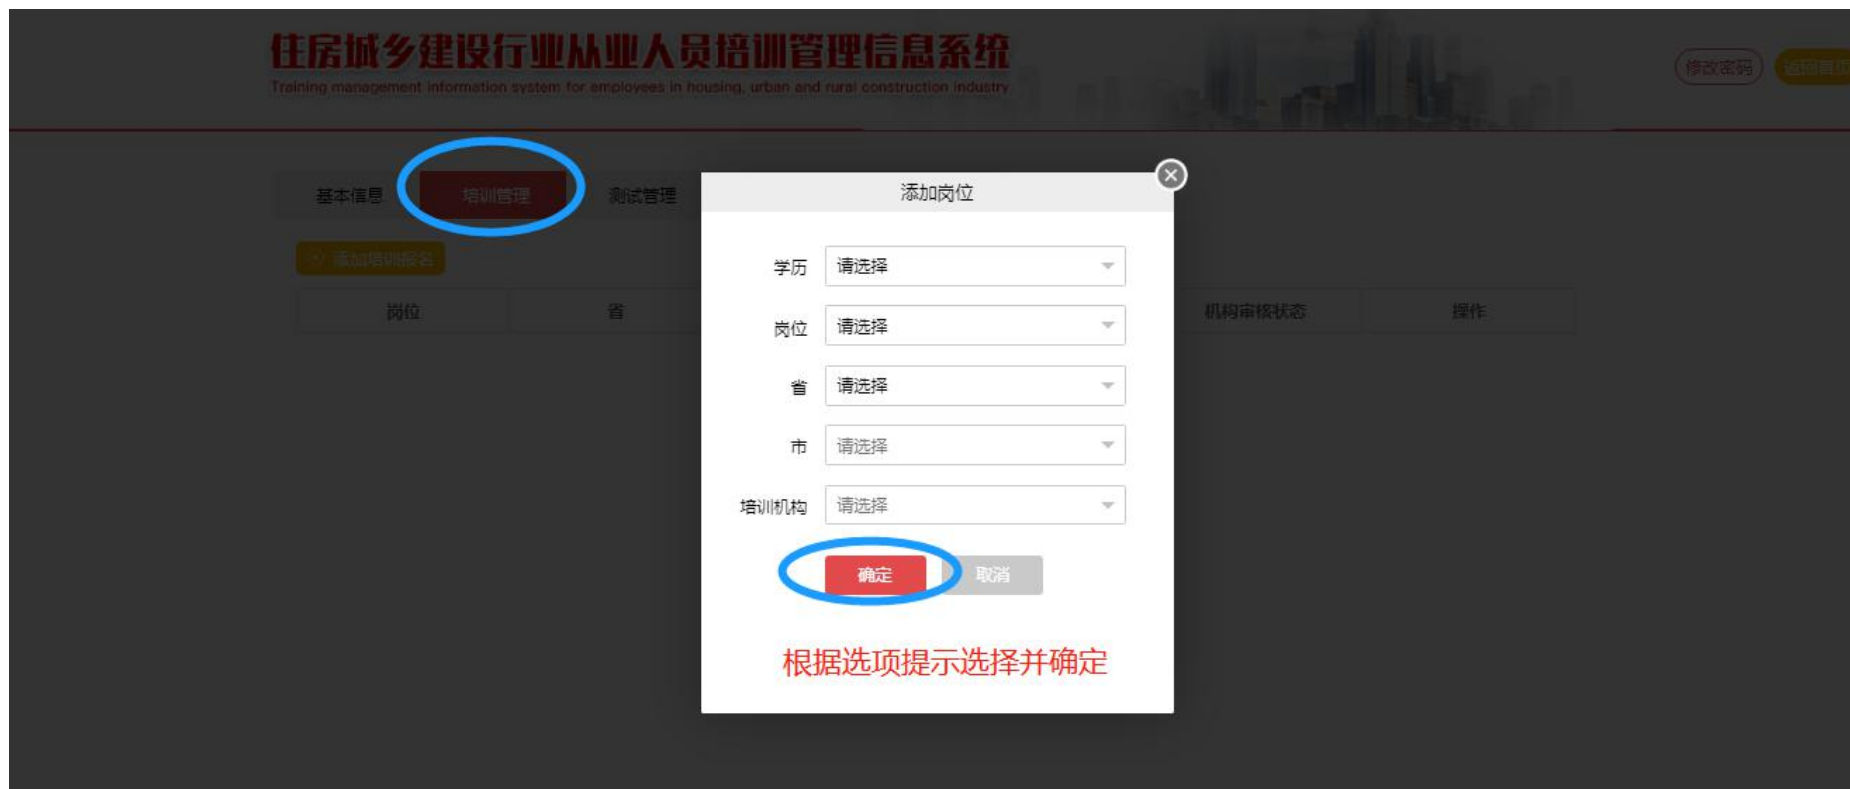 住房城乡建设行业从业人员培训管理信息系统
Training management information system for employees in housing, urban and rural construction industry
修改密码 返回首页
基本信息 培训管理 测试管理
添加岗位
添加培训报名
学历 请选择
岗位 省 机构审核状态 操作
岗位 请选择
省 请选择
市 请选择
培训机构 请选择
确定 取消
根据选项提示选择并确定